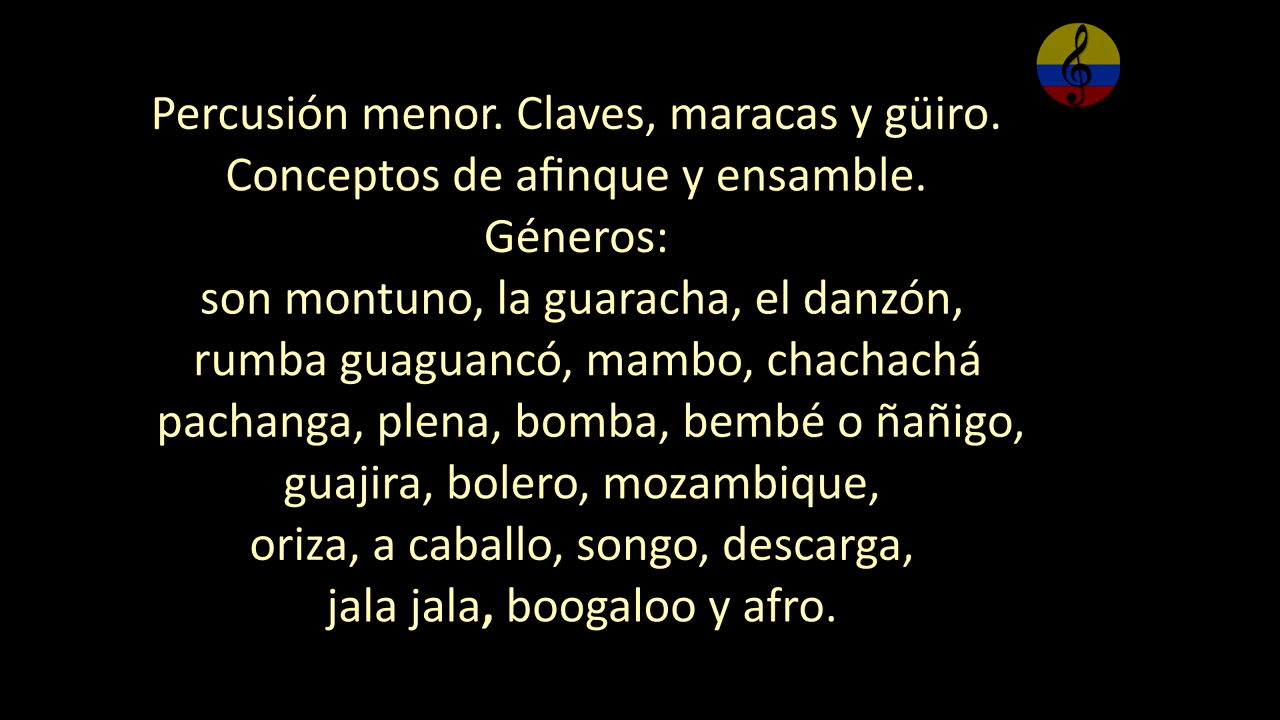 Percusión menor. Claves, maracas y güiro.
Conceptos de afinque y ensamble.
Géneros:
son montuno, la guaracha, el danzón,
rumba guaguancó, mambo, chachachá
pachanga, plena, bomba, bembé o ñañigo,
guajira, bolero, mozambique,
oriza, a caballo, songo, descarga,
jala jala, boogaloo y afro.